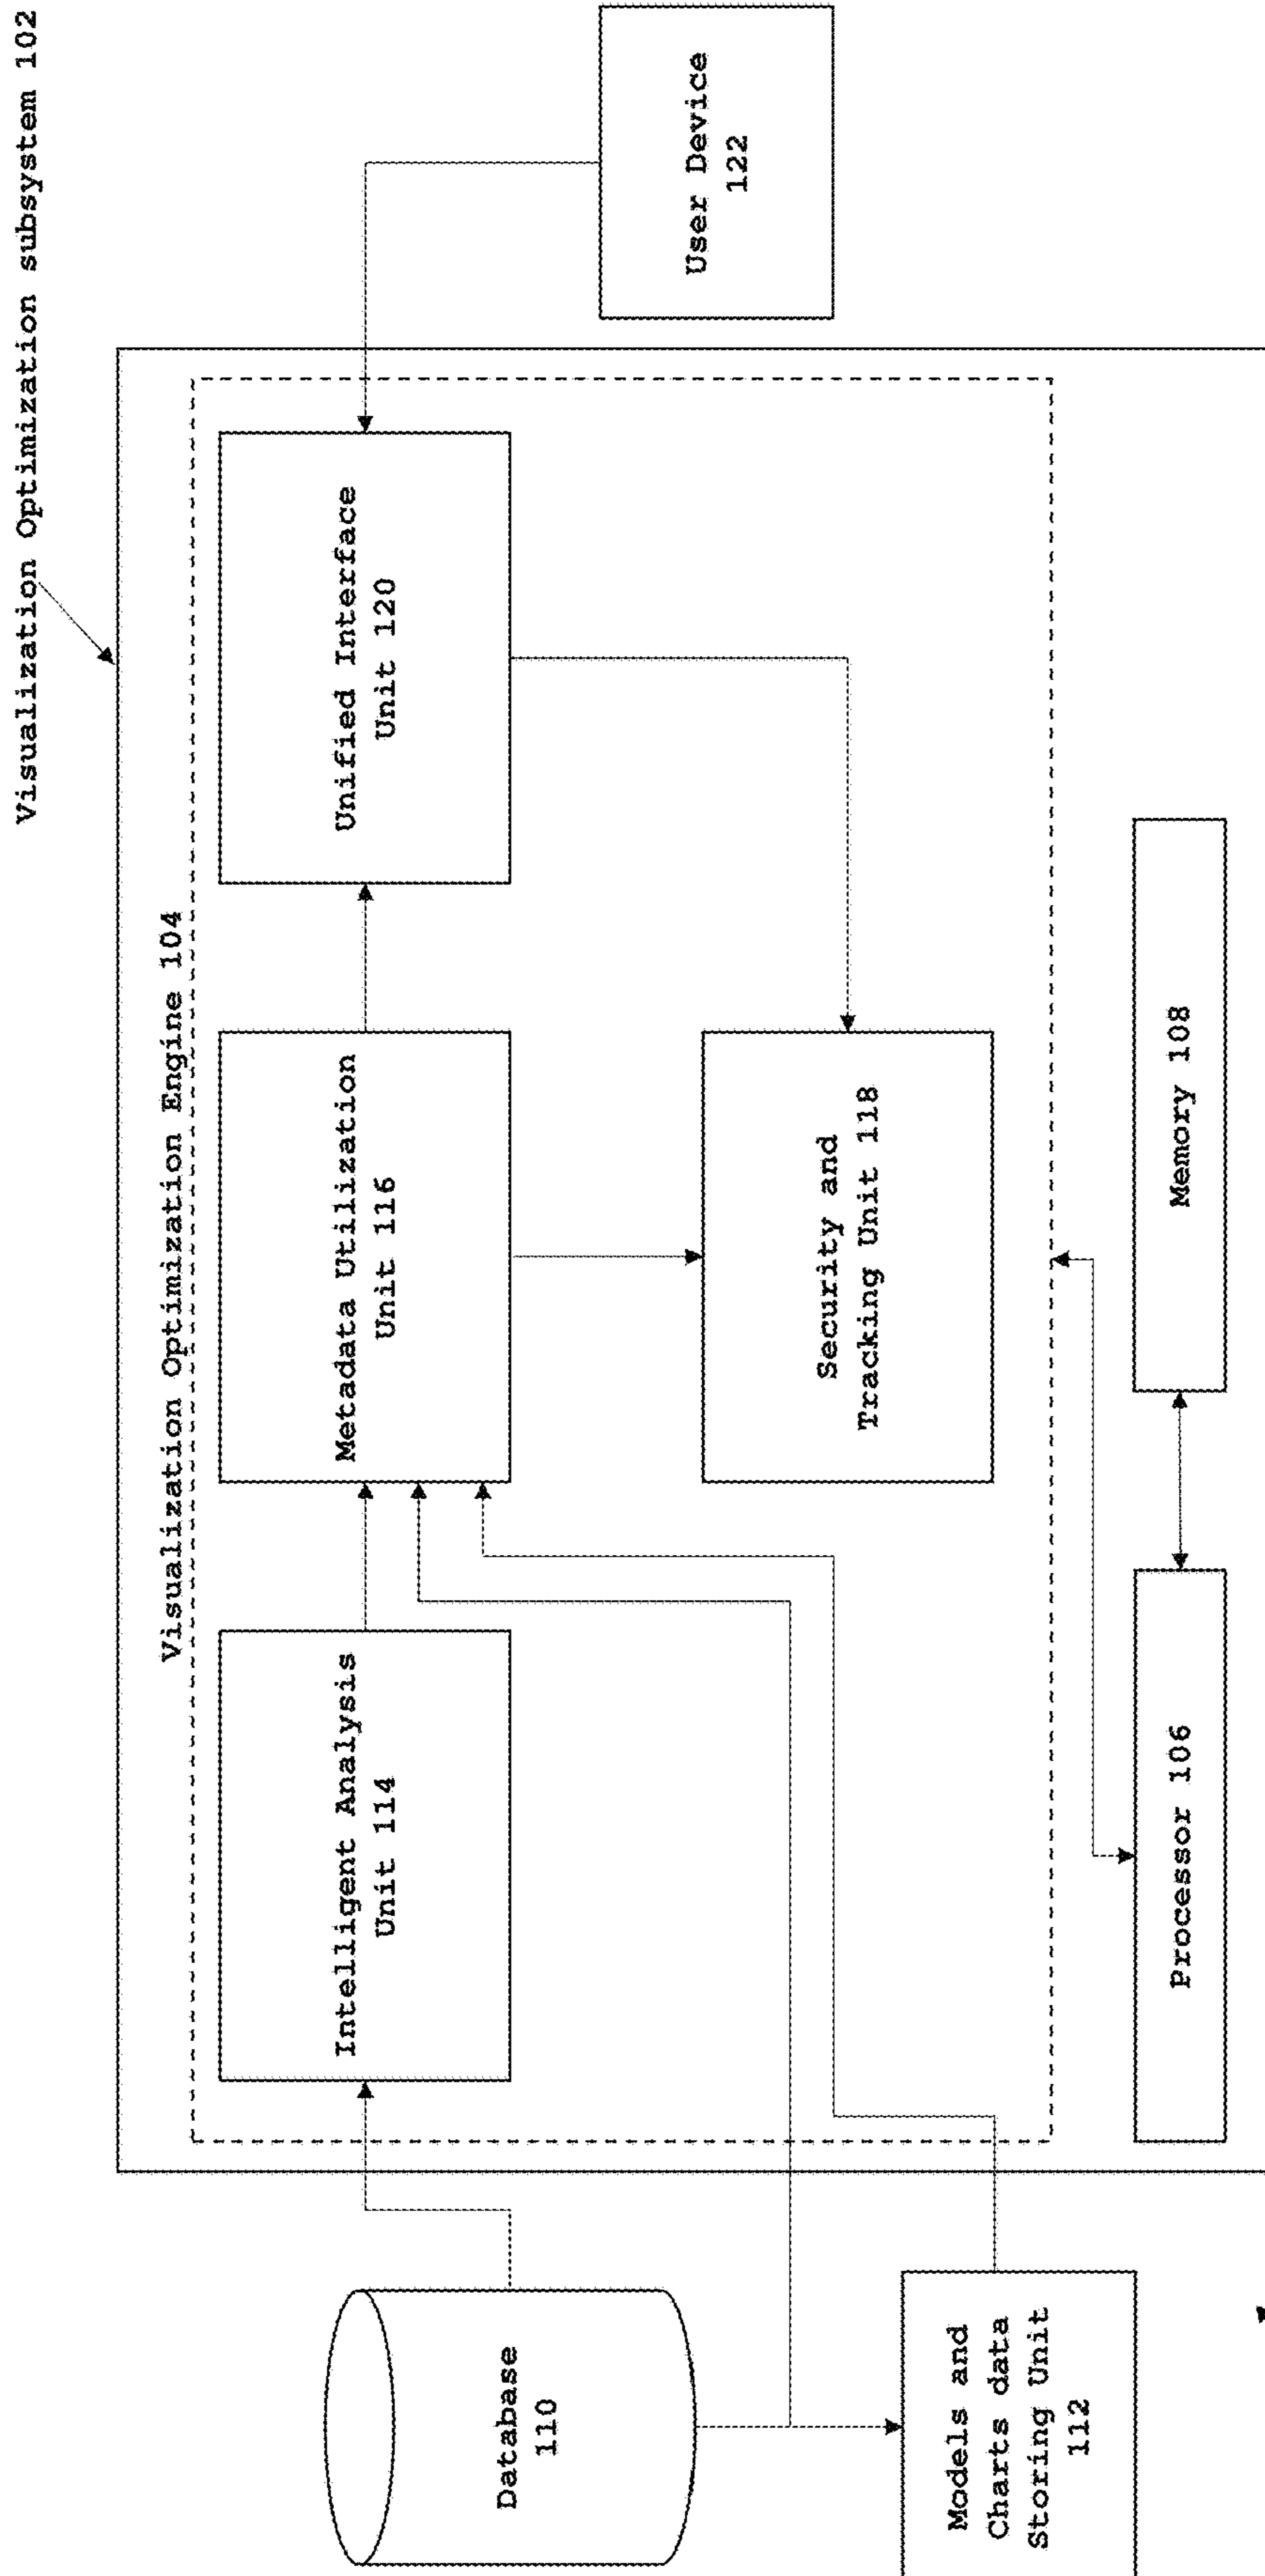 Visualization Optimization subsystem 102
Visualization Optimization Engine 104
Database
110
Intelligent Analysis
Unit 114
Metadata Utilization
Unit 116
Unified Interface
Unit 120
User Device
122
Security and
Tracking Unit 118
Models and
Charts data
Storing Unit
112
Processor 106
Memory 108